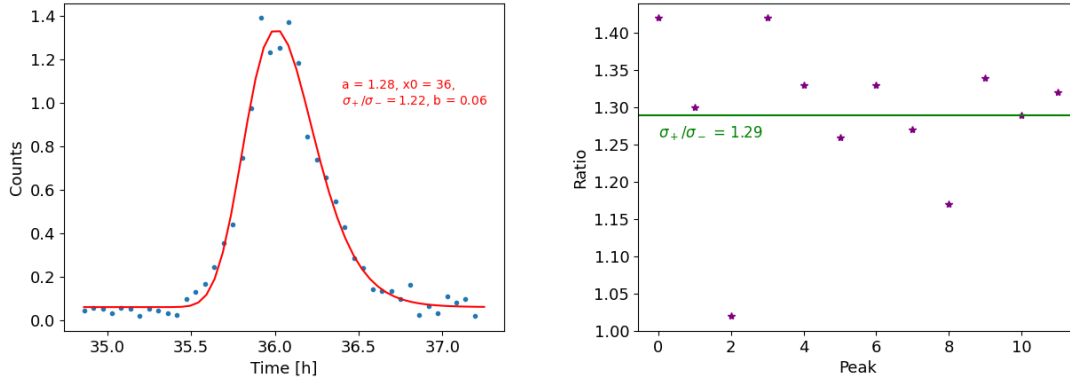 1.4
1.2
1.0
0.8
0.6
0.4
0.2
0.0
Counts
a = 1.28, x0 = 36,
σ₊/σ₋ = 1.22, b = 0.06
35.0 35.5 36.0 36.5 37.0
Time [h]
1.40
1.35
1.30
1.25
1.20
1.15
1.10
1.05
1.00
Ratio
σ₊/σ₋ = 1.29
0 2 4 6 8 10
Peak